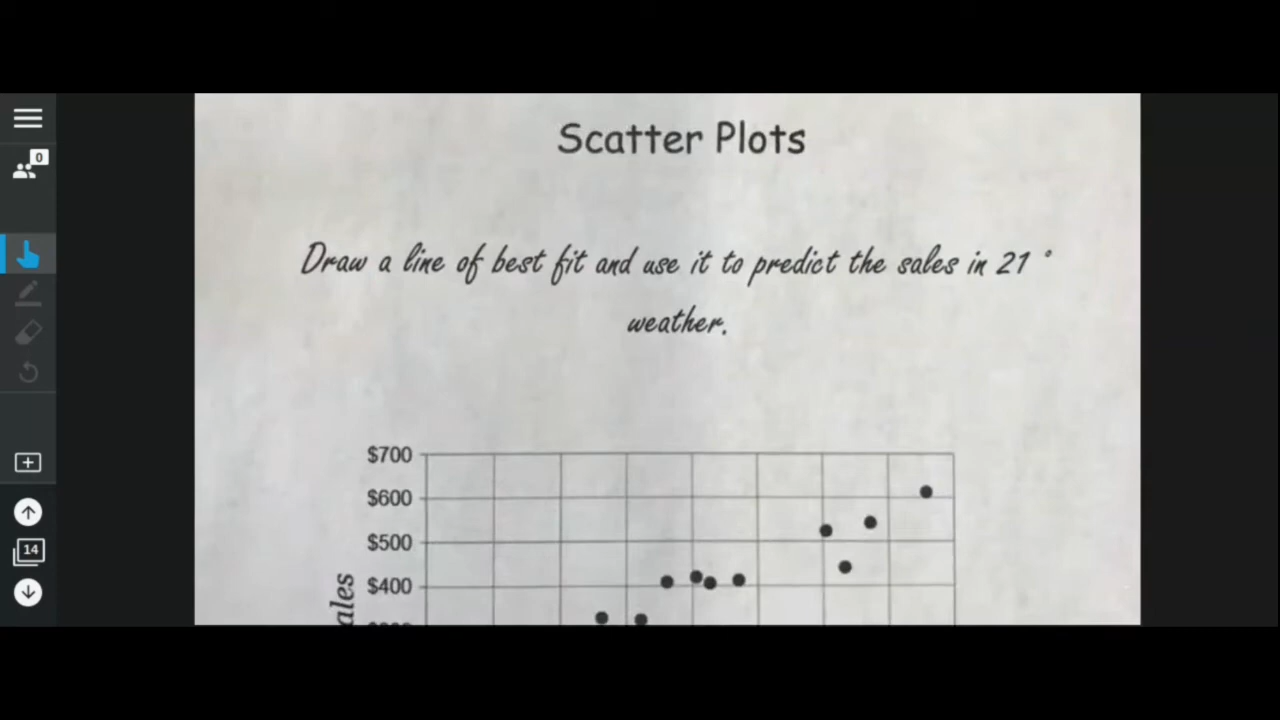 0
Scatter Plots
Draw a line of best fit and use it to predict the sales in 21 °
weather.
$700
$600
$500
$400
14